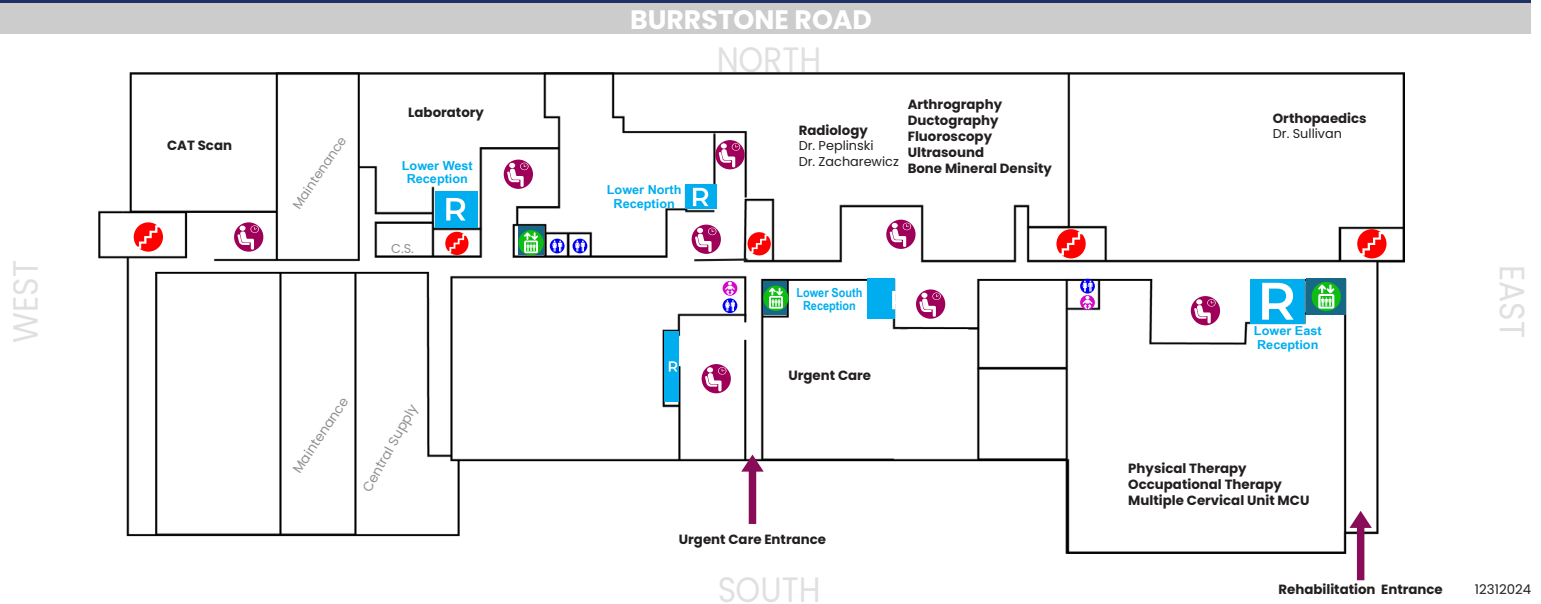 BURRSTONE ROAD
NORTH
CAT Scan
Maintenance
Laboratory
Lower West
Reception
R
C.S.
Lower North
Reception
R
Radiology
Dr. Peplinski
Dr. Zacharewicz
Arthrography
Ductography
Fluoroscopy
Ultrasound
Bone Mineral Density
Orthopaedics
Dr. Sullivan
WEST
EAST
Maintenance
Central Supply
R
Lower South
Reception
Urgent Care
R
Lower East
Reception
Physical Therapy
Occupational Therapy
Multiple Cervical Unit MCU
Urgent Care Entrance
SOUTH
Rehabilitation Entrance
12312024